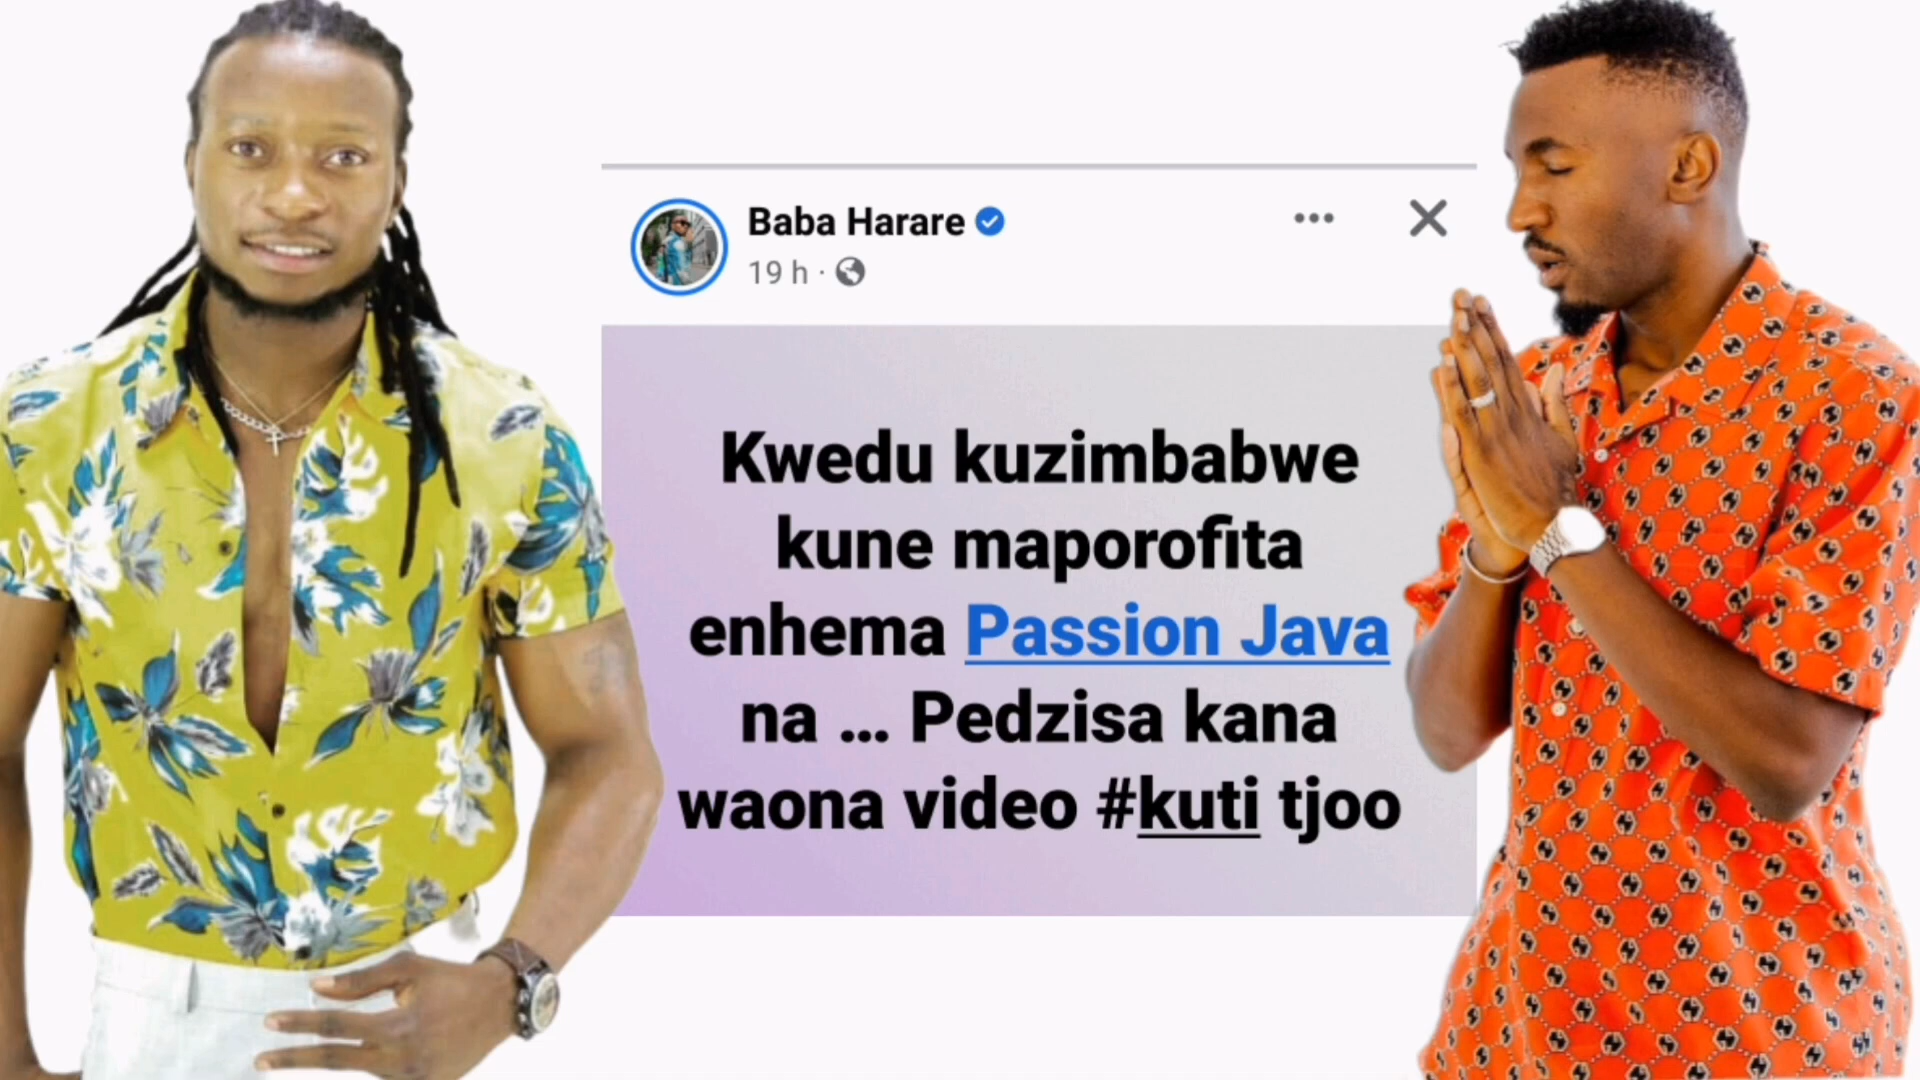 Baba Harare
19 h ·
Kwedu kuzimbabwe
kune maporofita
enhema Passion Java
na ... Pedzisa kana
waona video #kuti tjoo